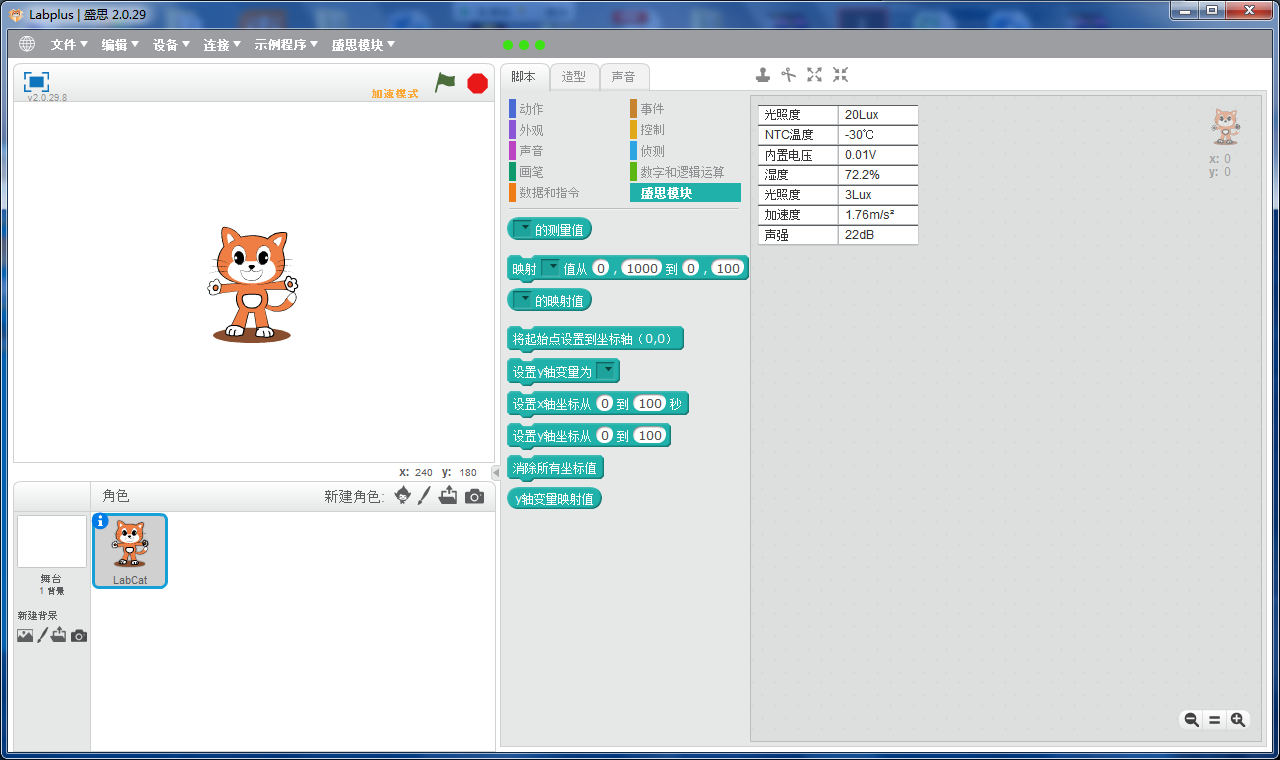 Labplus | 盛思 2.0.29
文件 编辑 设备 连接 示例程序 盛思模块
v2.0.29.8
加速模式
脚本 造型 声音
动作 事件
外观 控制
声音 侦测
画笔 数字和逻辑运算
数据和指令 盛思模块
的测量值
映射 值从 0 , 1000 到 0 , 100
的映射值
将起始点设置到坐标轴（0,0）
设置y轴变量为
设置x轴坐标从 0 到 100 秒
设置y轴坐标从 0 到 100
消除所有坐标值
y轴变量映射值
光照度 20Lux
NTC温度 -30℃
内置电压 0.01V
湿度 72.2%
光照度 3Lux
加速度 1.76m/s²
声强 22dB
x: 0
y: 0
x: 240 y: 180
角色 新建角色:
LabCat
舞台
1 背景
新建背景